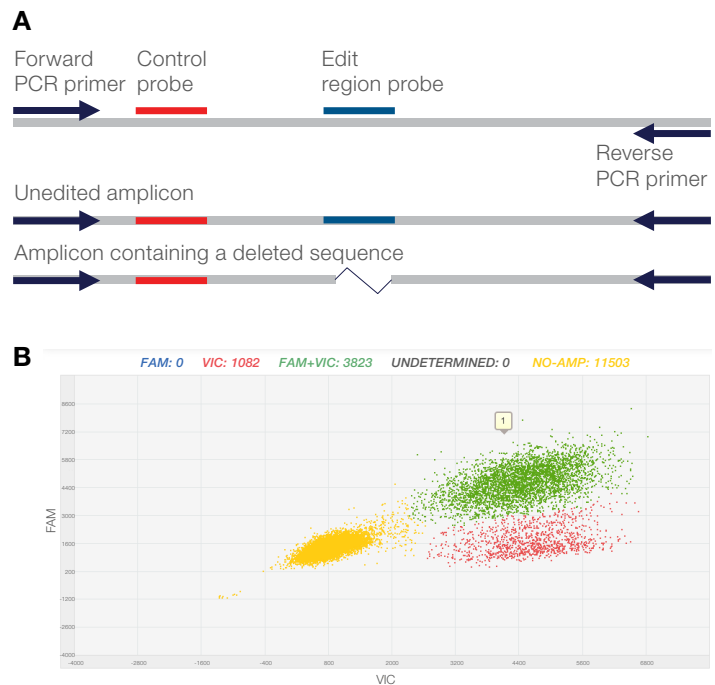 A
Forward
PCR primer
Control
probe
Edit
region probe
Reverse
PCR primer
Unedited amplicon
Amplicon containing a deleted sequence
B
FAM: 0 VIC: 1082 FAM+VIC: 3823 UNDETERMINED: 0 NO-AMP: 11503
1
8600
7200
5800
4400
3000
1600
200
-1200
-2600
-4000
FAM
-4000 -2800 -1600 -400 800 2000 3200 4400 5600 6800
VIC